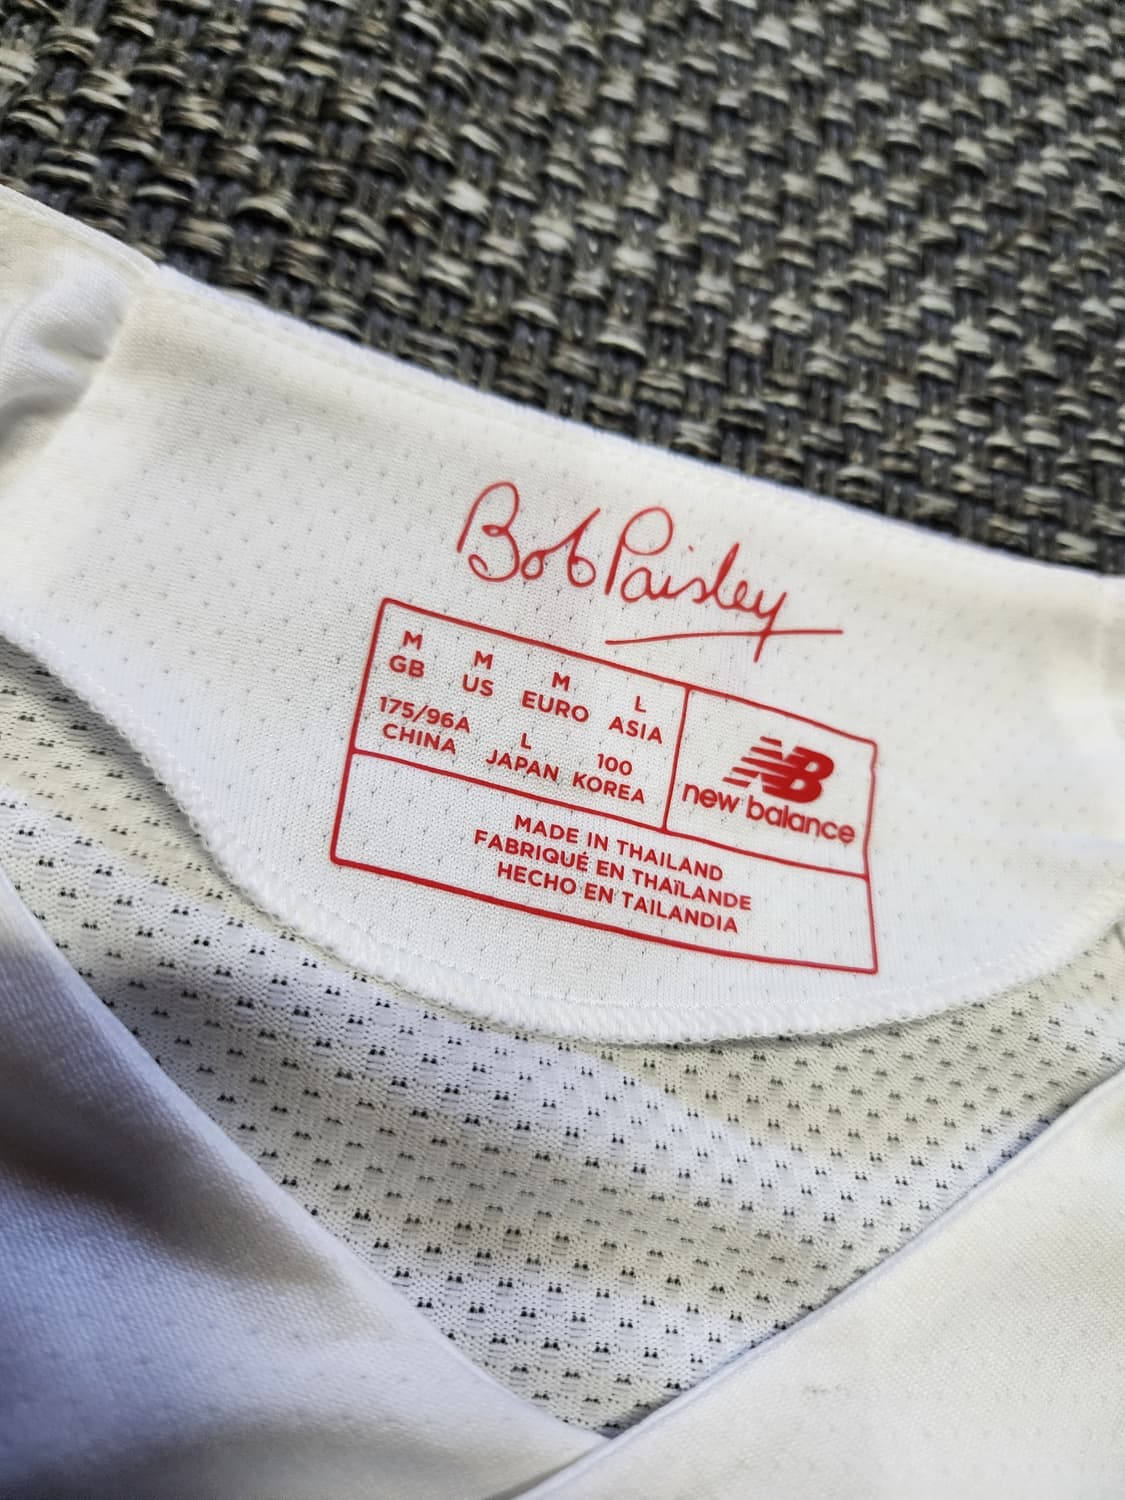 Bob Paisley
M M M L
GB US EURO ASIA
175/96A L 100
CHINA JAPAN KOREA
NB
new balance
MADE IN THAILAND
FABRIQUÉ EN THAÏLANDE
HECHO EN TAILANDIA